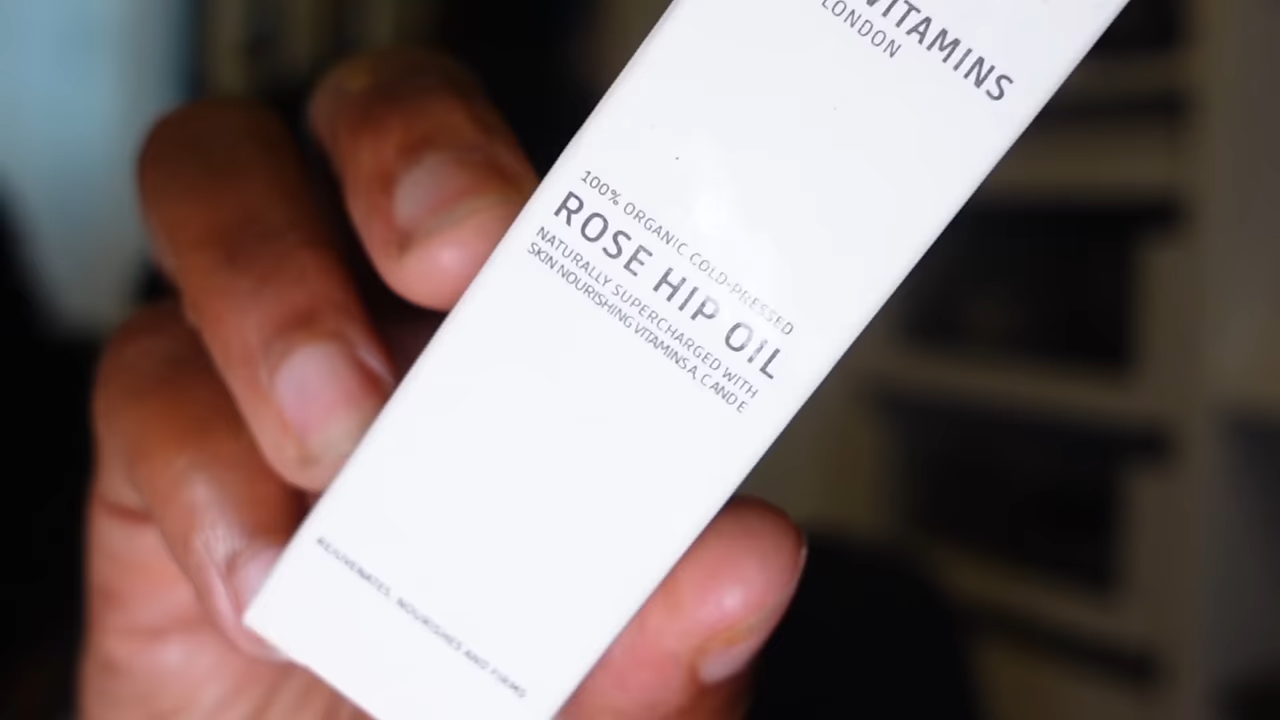 VITAMINS
LONDON
100% ORGANIC COLD-PRESSED
ROSE HIP OIL
NATURALLY SUPERCHARGED WITH
SKIN NOURISHING VITAMINS A, C AND E
REJUVENATES, NOURISHES AND FIRMS